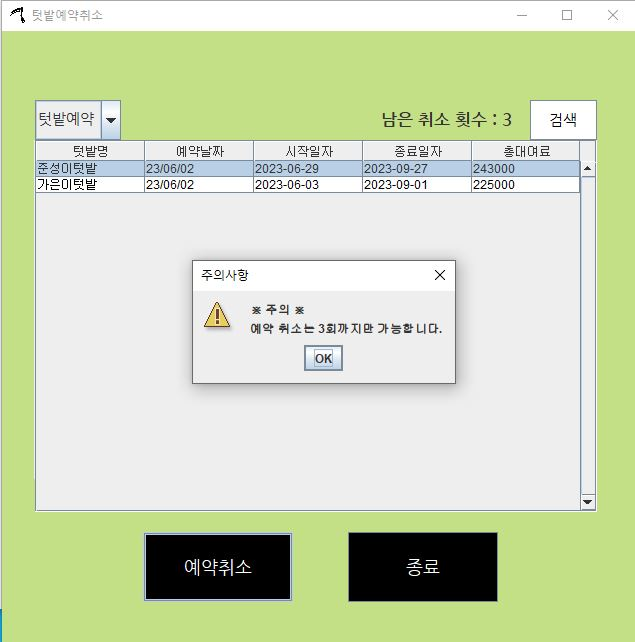 텃밭예약취소
텃밭예약
남은 취소 횟수 : 3
검색
텃밭명 예약날짜 시작일자 종료일자 총대여료
준성이텃밭 23/06/02 2023-06-29 2023-09-27 243000
가은이텃밭 23/06/02 2023-06-03 2023-09-01 225000
주의사항
※ 주의 ※
예약 취소는 3회까지만 가능합니다.
OK
예약취소
종료